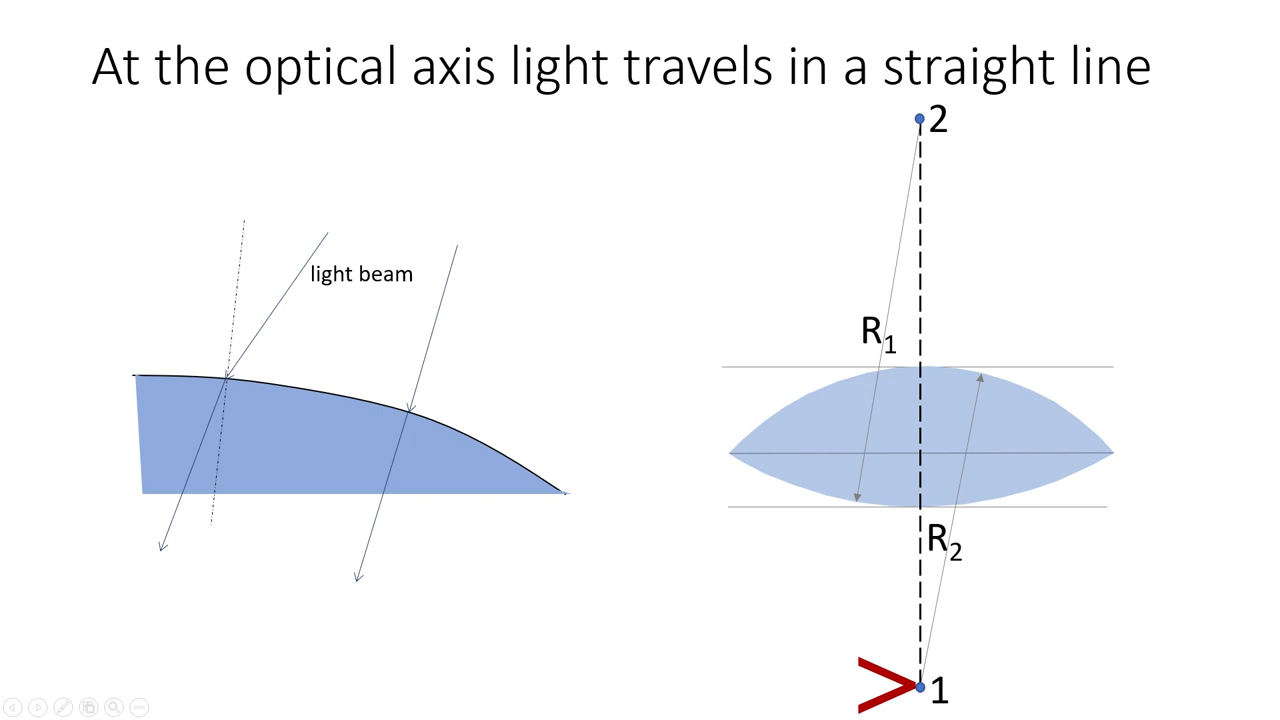 At the optical axis light travels in a straight line
2
light beam
R₁
R₂
> 1